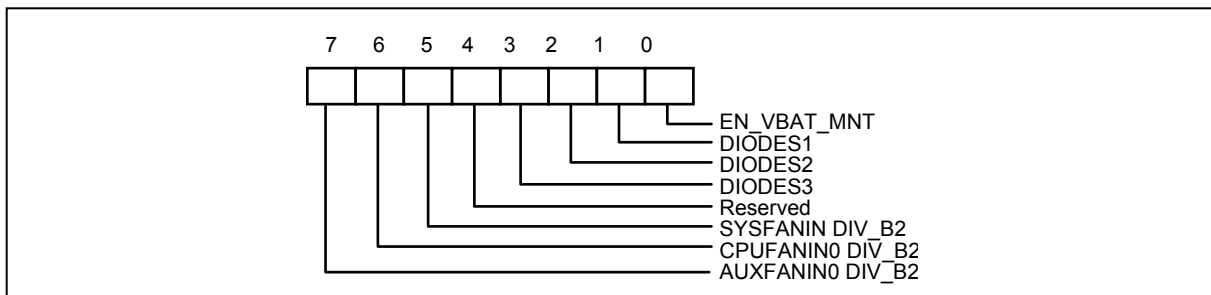 7 6 5 4 3 2 1 0
EN_VBAT_MNT
DIODES1
DIODES2
DIODES3
Reserved
SYSFANIN DIV_B2
CPUFANIN0 DIV_B2
AUXFANIN0 DIV_B2